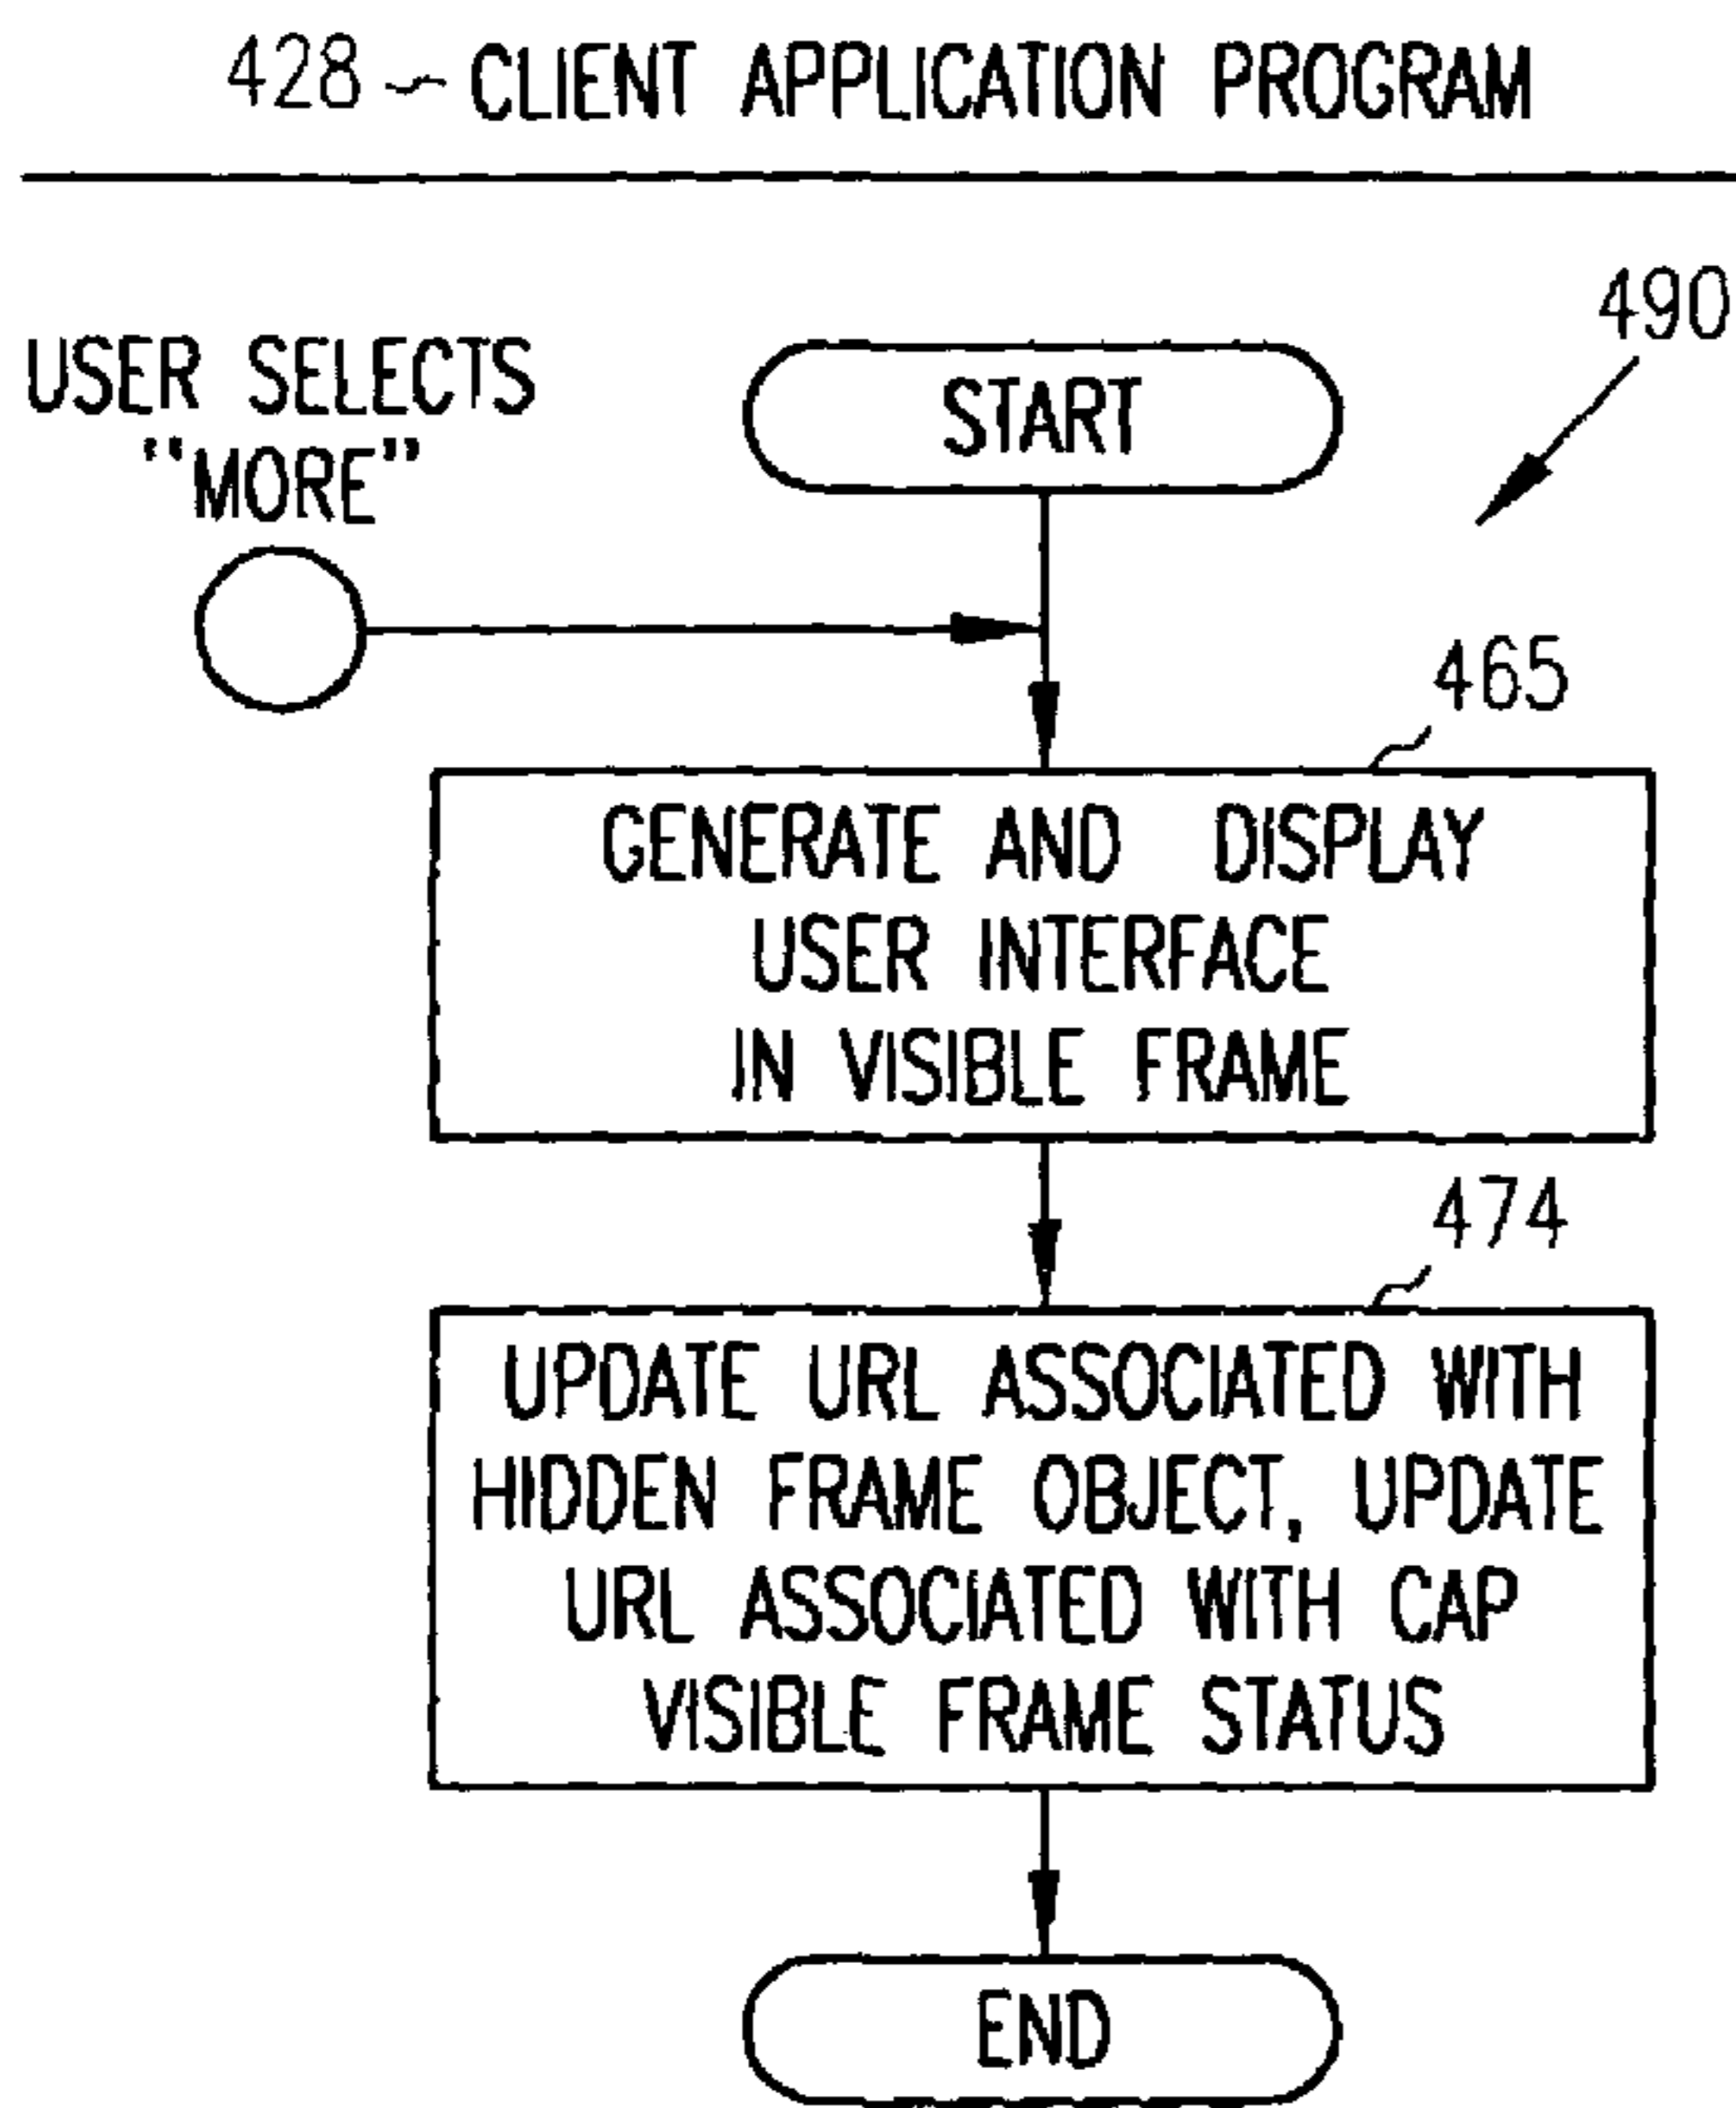 428 CLIENT APPLICATION PROGRAM
490
USER SELECTS
"MORE"
START
465
GENERATE AND DISPLAY
USER INTERFACE
IN VISIBLE FRAME
474
UPDATE URL ASSOCIATED WITH
HIDDEN FRAME OBJECT, UPDATE
URL ASSOCIATED WITH CAP
VISIBLE FRAME STATUS
END